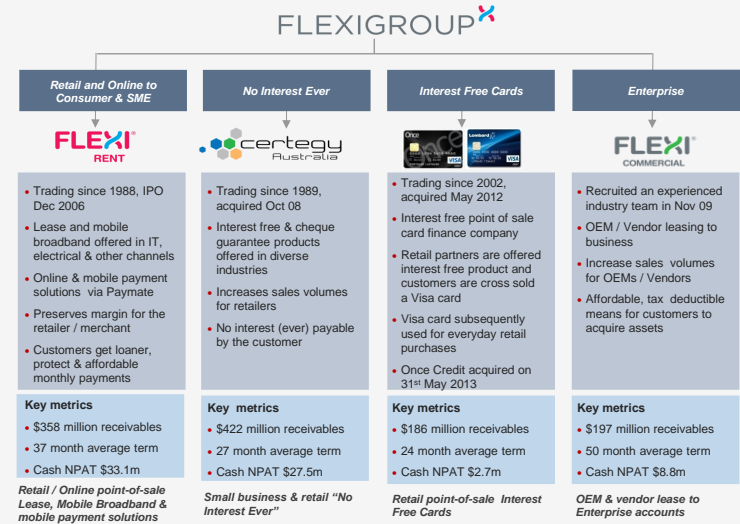 FLEXIGROUP
Retail and Online to
Consumer & SME
FLEXI
RENT
• Trading since 1988, IPO
Dec 2006
• Lease and mobile
broadband offered in IT,
electrical & other channels
• Online & mobile payment
solutions via Paymate
• Preserves margin for the
retailer / merchant
• Customers get loaner,
protect & affordable
monthly payments
Key metrics
• $358 million receivables
• 37 month average term
• Cash NPAT $33.1m
Retail / Online point-of-sale
Lease, Mobile Broadband &
mobile payment solutions
No Interest Ever
certegy
Australia
• Trading since 1989,
acquired Oct 08
• Interest free & cheque
guarantee products
offered in diverse
industries
• Increases sales volumes
for retailers
• No interest (ever) payable
by the customer
Key metrics
• $422 million receivables
• 27 month average term
• Cash NPAT $27.5m
Small business & retail “No
Interest Ever”
Interest Free Cards
Once
VISA
Lombard
VISA
• Trading since 2002,
acquired May 2012
• Interest free point of sale
card finance company
• Retail partners are offered
interest free product and
customers are cross sold
a Visa card
• Visa card subsequently
used for everyday retail
purchases
• Once Credit acquired on
31st May 2013
Key metrics
• $186 million receivables
• 24 month average term
• Cash NPAT $2.7m
Retail point-of-sale Interest
Free Cards
Enterprise
FLEXI
COMMERCIAL
• Recruited an experienced
industry team in Nov 09
• OEM / Vendor leasing to
business
• Increase sales volumes
for OEMs / Vendors
• Affordable, tax deductible
means for customers to
acquire assets
Key metrics
• $197 million receivables
• 50 month average term
• Cash NPAT $8.8m
OEM & vendor lease to
Enterprise accounts